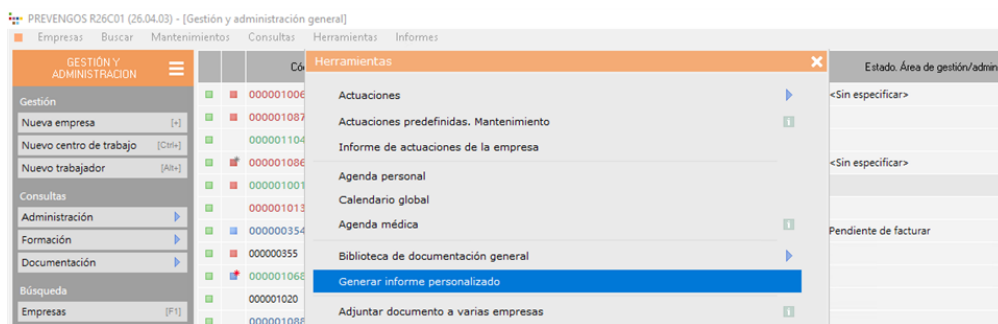 PREVENGOS R26C01 (26.04.03) - [Gestión y administración general]
Empresas Buscar Mantenimientos Consultas Herramientas Informes
GESTIÓN Y
ADMINISTRACION
Có
Herramientas
Estado. Área de gestión/admin
Gestión
Nueva empresa [+]
Nuevo centro de trabajo [Ctrl+]
Nuevo trabajador [Alt+]
Consultas
Administración
Formación
Documentación
Búsqueda
Empresas [F1]
000001006
000001087
000001104
000001086
000001001
000001013
000000354
000000355
000001068
000001020
000001088
Actuaciones
Actuaciones predefinidas. Mantenimiento
Informe de actuaciones de la empresa
Agenda personal
Calendario global
Agenda médica
Biblioteca de documentación general
Generar informe personalizado
Adjuntar documento a varias empresas
<Sin especificar>
<Sin especificar>
Pendiente de facturar